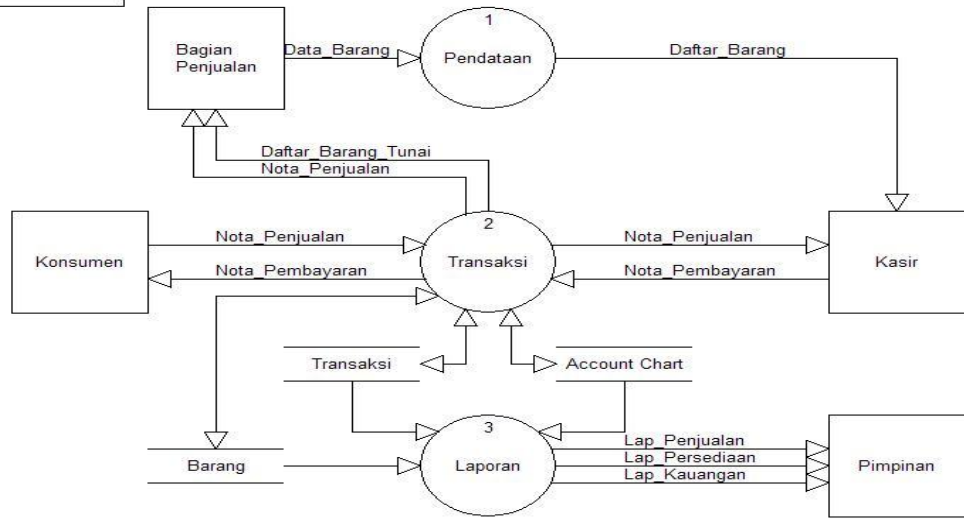 1
Bagian
Penjualan
Data_Barang
Pendataan
Daftar_Barang
Daftar_Barang_Tunai
Nota_Penjualan
2
Konsumen
Nota_Penjualan
Nota_Pembayaran
Transaksi
Nota_Penjualan
Nota_Pembayaran
Kasir
Transaksi
Account Chart
3
Barang
Laporan
Lap_Penjualan
Lap_Persediaan
Lap_Kauangan
Pimpinan